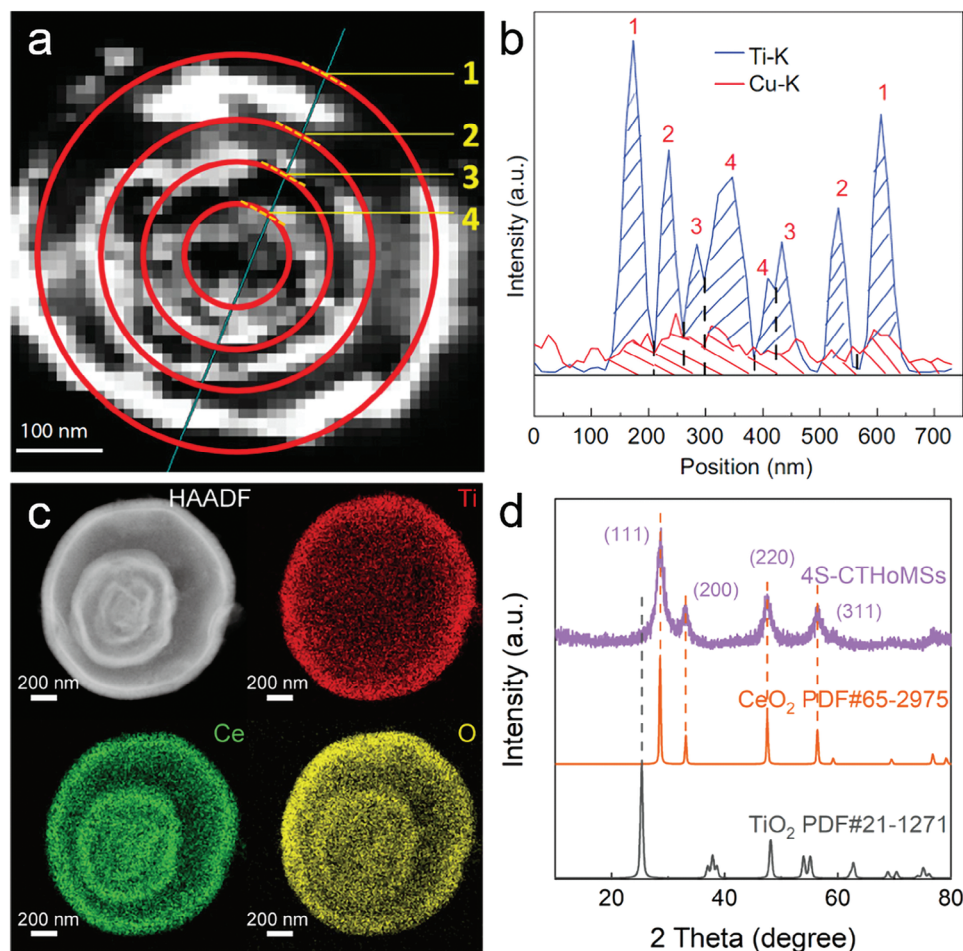 a
1
2
3
4
100 nm
b
Intensity (a.u.)
Ti-K
Cu-K
1
2
3
4
4
3
2
1
0 100 200 300 400 500 600 700
Position (nm)
c
HAADF
200 nm
Ti
200 nm
Ce
200 nm
O
200 nm
d
Intensity (a.u.)
(111)
(200)
(220)
(311)
4S-CTHoMSs
CeO₂ PDF#65-2975
TiO₂ PDF#21-1271
20 40 60 80
2 Theta (degree)